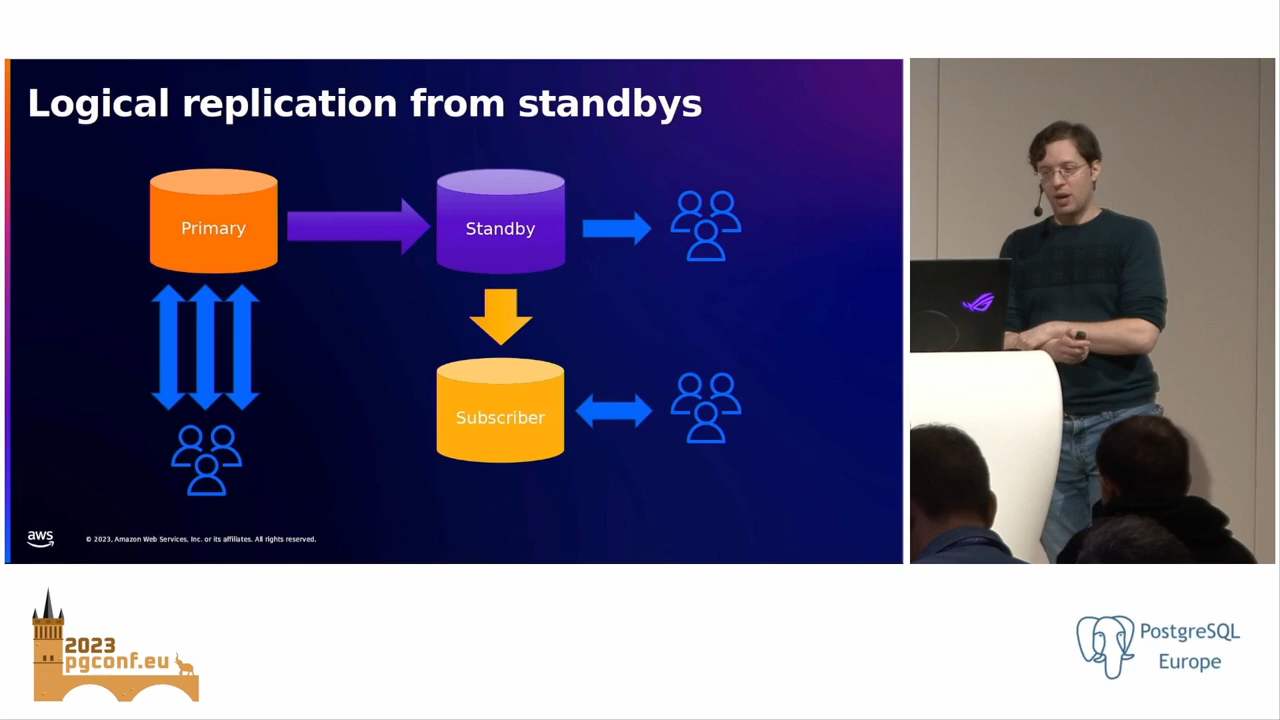 Logical replication from standbys
Primary
Standby
Subscriber
aws
© 2023, Amazon Web Services, Inc. or its affiliates. All rights reserved.
2023
pgconf.eu
PostgreSQL
Europe